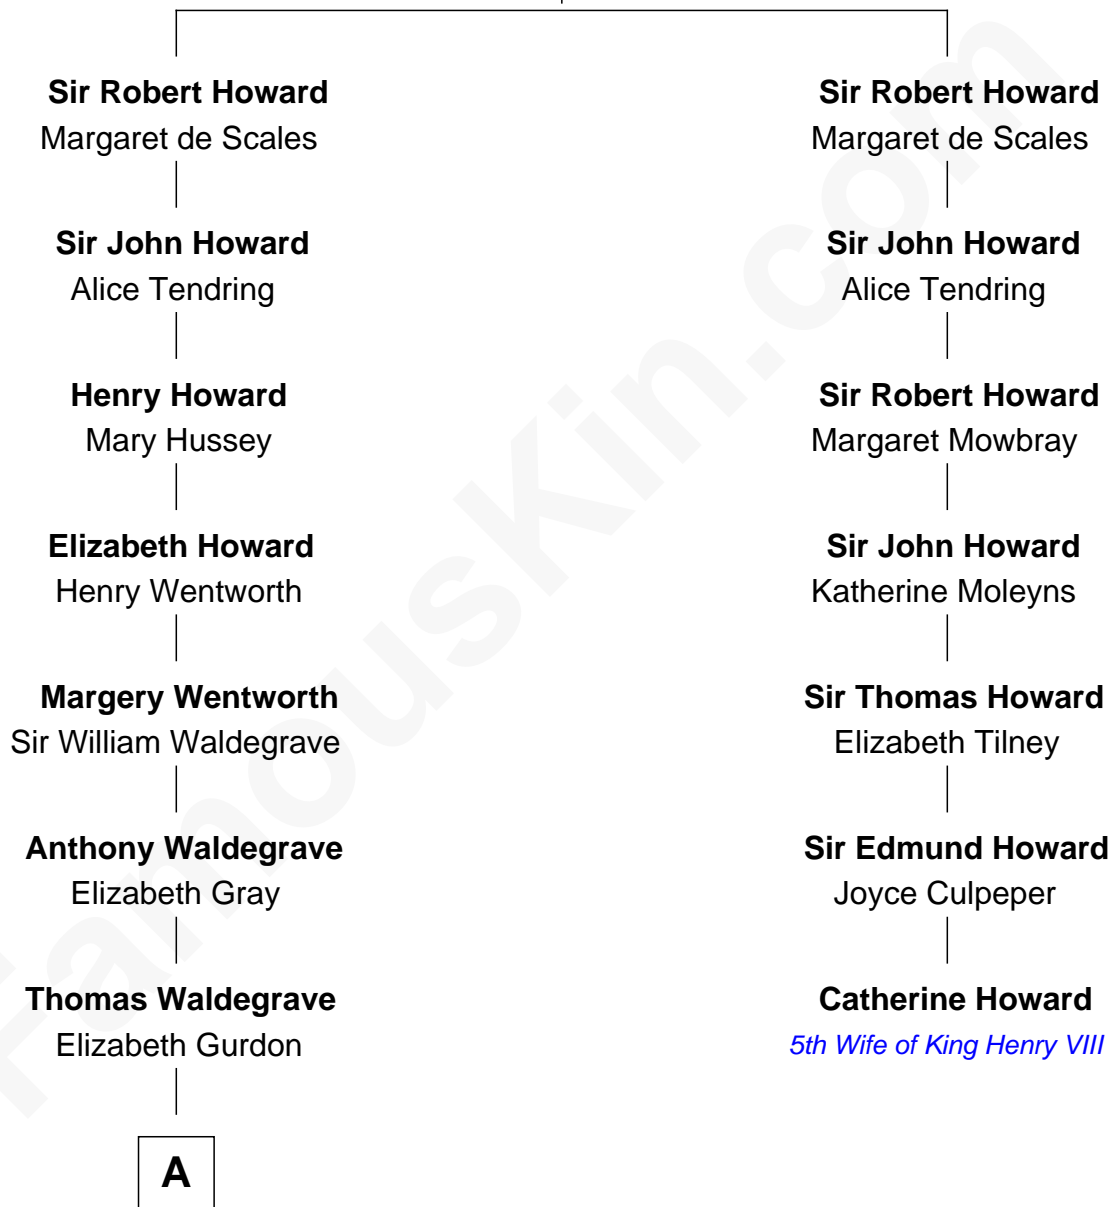 Sir Robert Howard
Margaret de Scales
Sir John Howard
Alice Tendring
Henry Howard
Mary Hussey
Elizabeth Howard
Henry Wentworth
Margery Wentworth
Sir William Waldegrave
Anthony Waldegrave
Elizabeth Gray
Thomas Waldegrave
Elizabeth Gurdon
A
Sir Robert Howard
Margaret de Scales
Sir John Howard
Alice Tendring
Sir Robert Howard
Margaret Mowbray
Sir John Howard
Katherine Moleyns
Sir Thomas Howard
Elizabeth Tilney
Sir Edmund Howard
Joyce Culpeper
Catherine Howard
5th Wife of King Henry VIII
FamousKin.com